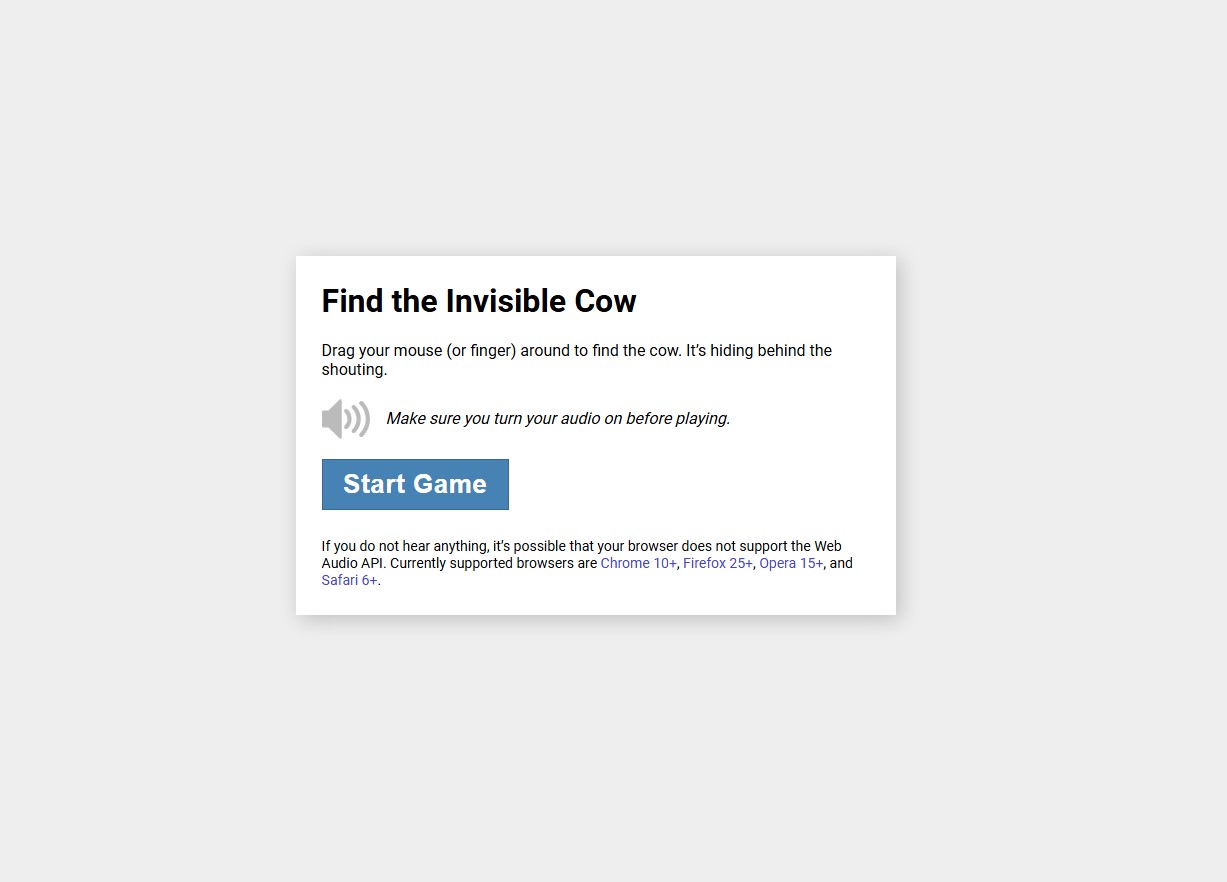 Find the Invisible Cow
Drag your mouse (or finger) around to find the cow. It’s hiding behind the
shouting.
Make sure you turn your audio on before playing.
Start Game
If you do not hear anything, it’s possible that your browser does not support the Web
Audio API. Currently supported browsers are Chrome 10+, Firefox 25+, Opera 15+, and
Safari 6+.